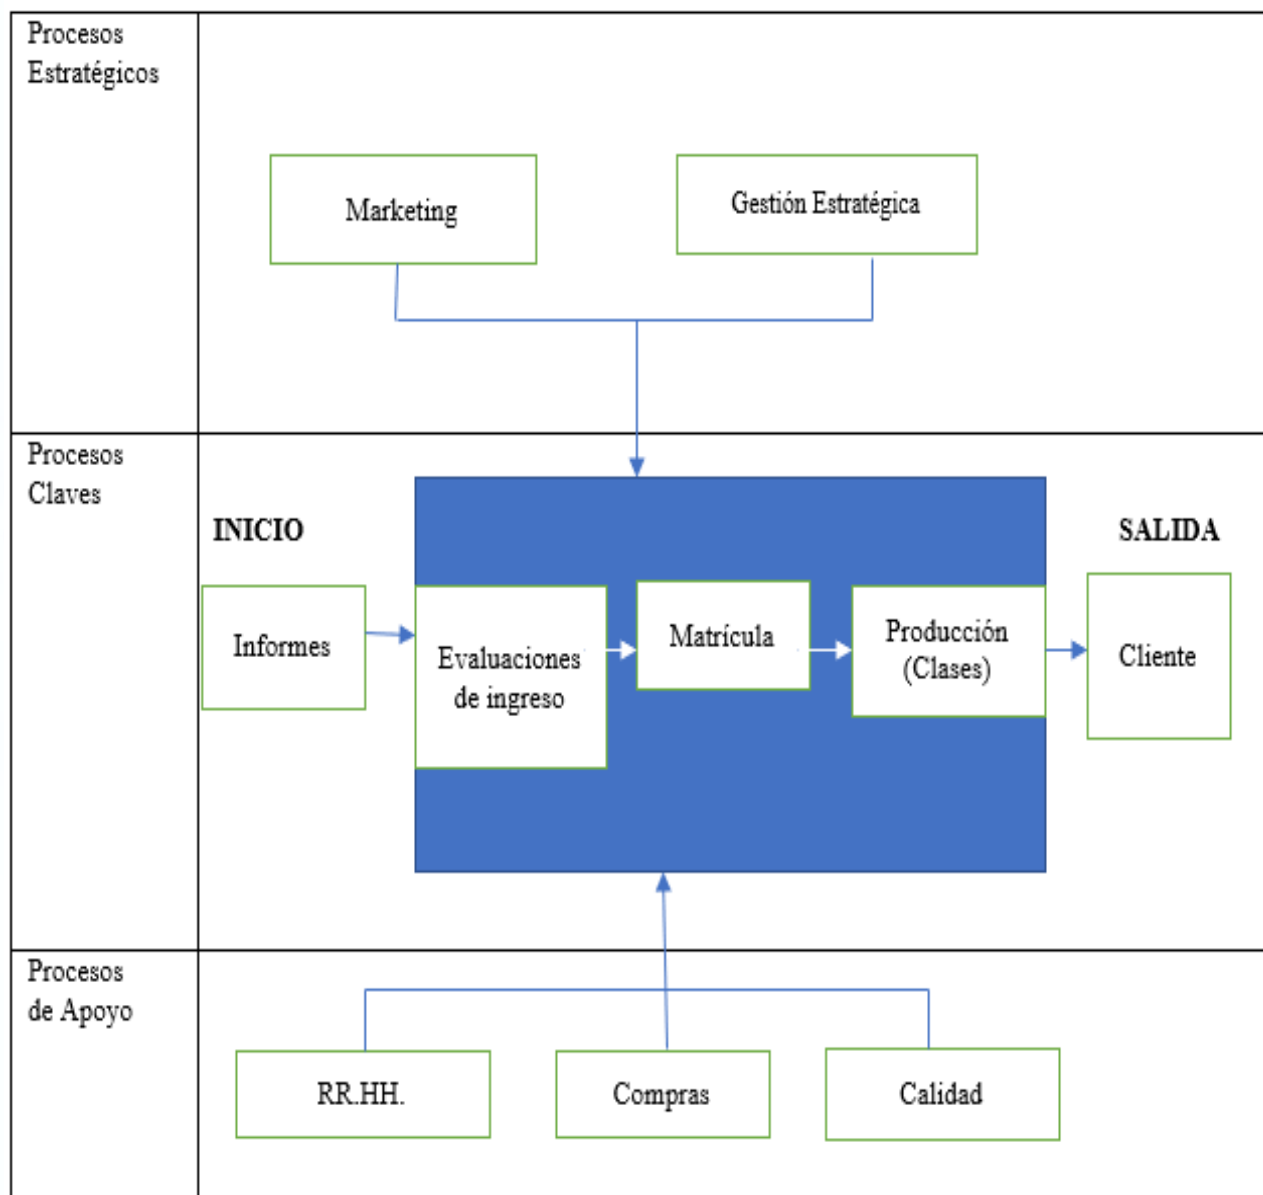 Procesos
Estratégicos
Marketing
Gestión Estratégica
Procesos
Claves
INICIO
SALIDA
Informes
Evaluaciones
de ingreso
Matrícula
Producción
(Clases)
Cliente
Procesos
de Apoyo
RR.HH.
Compras
Calidad